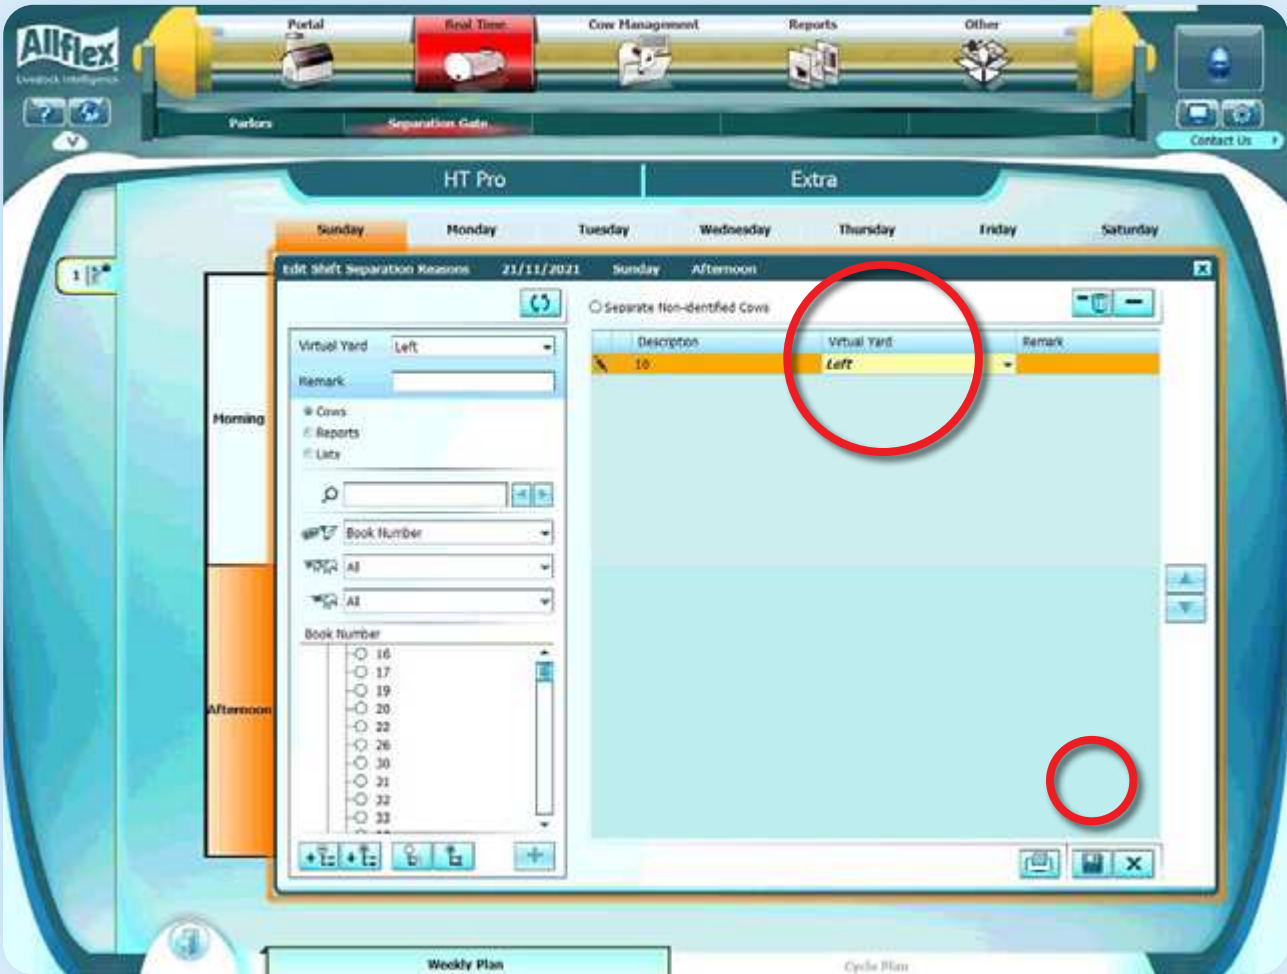 Portal Real Time Cow Management Reports Other
Allflex
Livestock Intelligence
Parlors Separation Gate
Contact Us
HT Pro Extra
Sunday Monday Tuesday Wednesday Thursday Friday Saturday
Edit Shift Separation Reasons 21/11/2021 Sunday Afternoon
1
Separate Non-identified Cows
Virtual Yard Left
Description Virtual Yard Remark
10 Left
Remark
Morning
Cows
Reports
Lists
Book Number
All
All
Book Number
16
17
19
20
Afternoon
22
26
30
31
32
33
Weekly Plan Cycle Plan